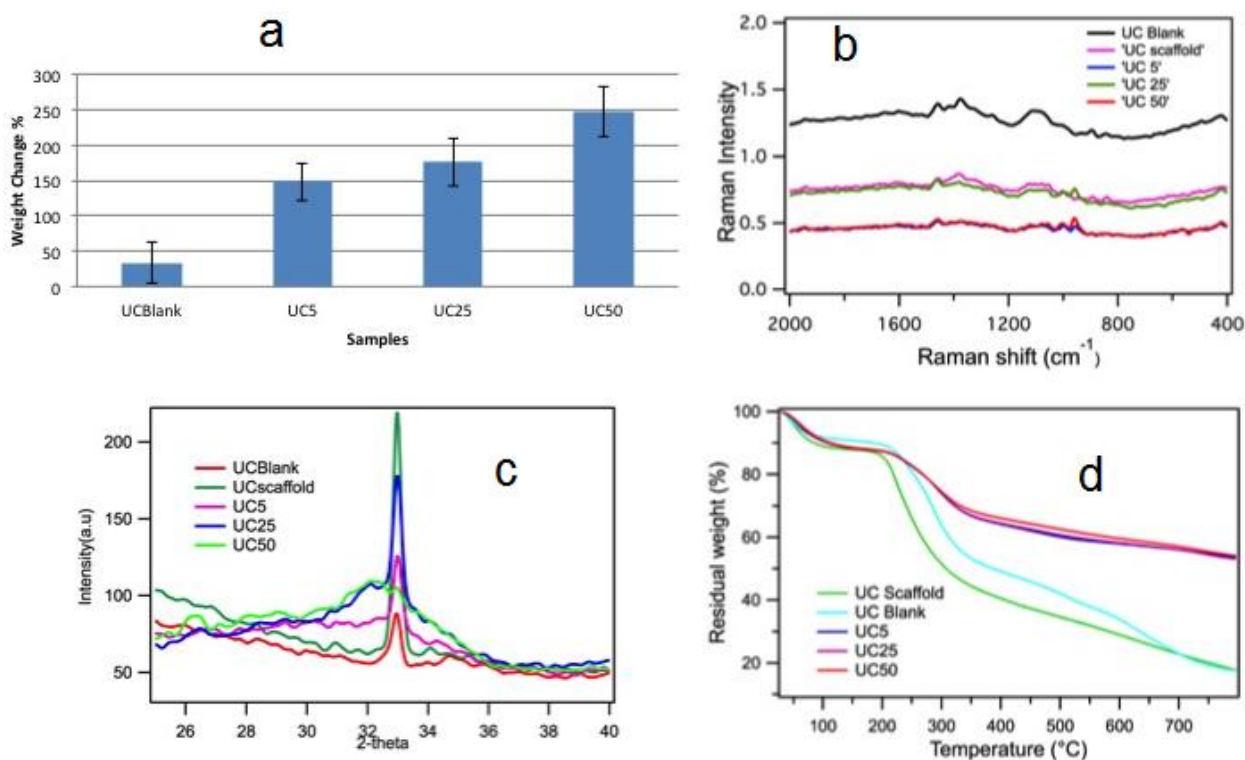 a
300
250
200
150
100
50
0
Weight Change %
UCBlank UC5 UC25 UC50
Samples
b
UC Blank
'UC scaffold'
'UC 5'
'UC 25'
'UC 50'
2.0
1.5
1.0
0.5
0.0
Raman Intensity
2000 1600 1200 800 400
Raman shift (cm⁻¹)
c
UCBlank
UCscaffold
UC5
UC25
UC50
200
150
100
50
Intensity(a.u)
26 28 30 32 34 36 38 40
2-theta
d
100
80
60
40
20
Residual weight (%)
UC Scaffold
UC Blank
UC5
UC25
UC50
100 200 300 400 500 600 700
Temperature (°C)